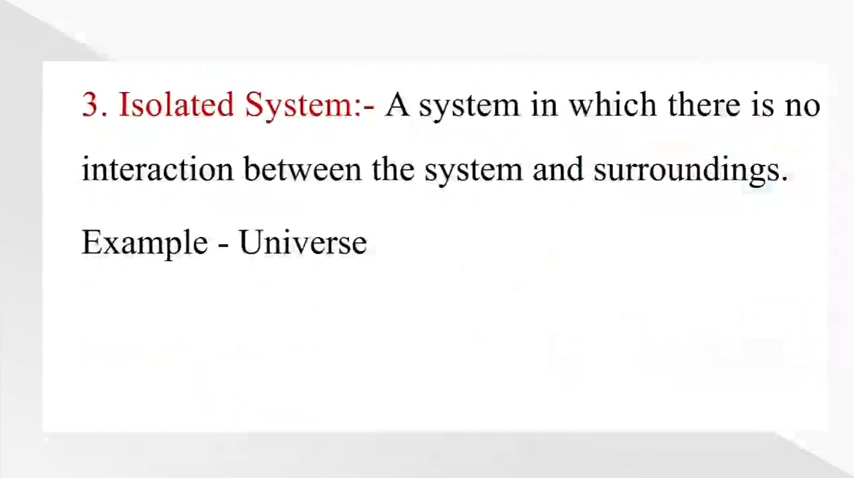 3. Isolated System:- A system in which there is no
interaction between the system and surroundings.
Example - Universe